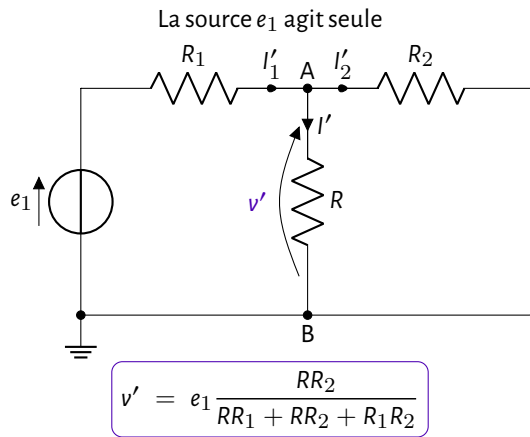 La source e₁ agit seule
R₁ I′₁ A I′₂ R₂
I′
e₁ v′ R
B
v′ = e₁ RR₂ / (RR₁ + RR₂ + R₁R₂)